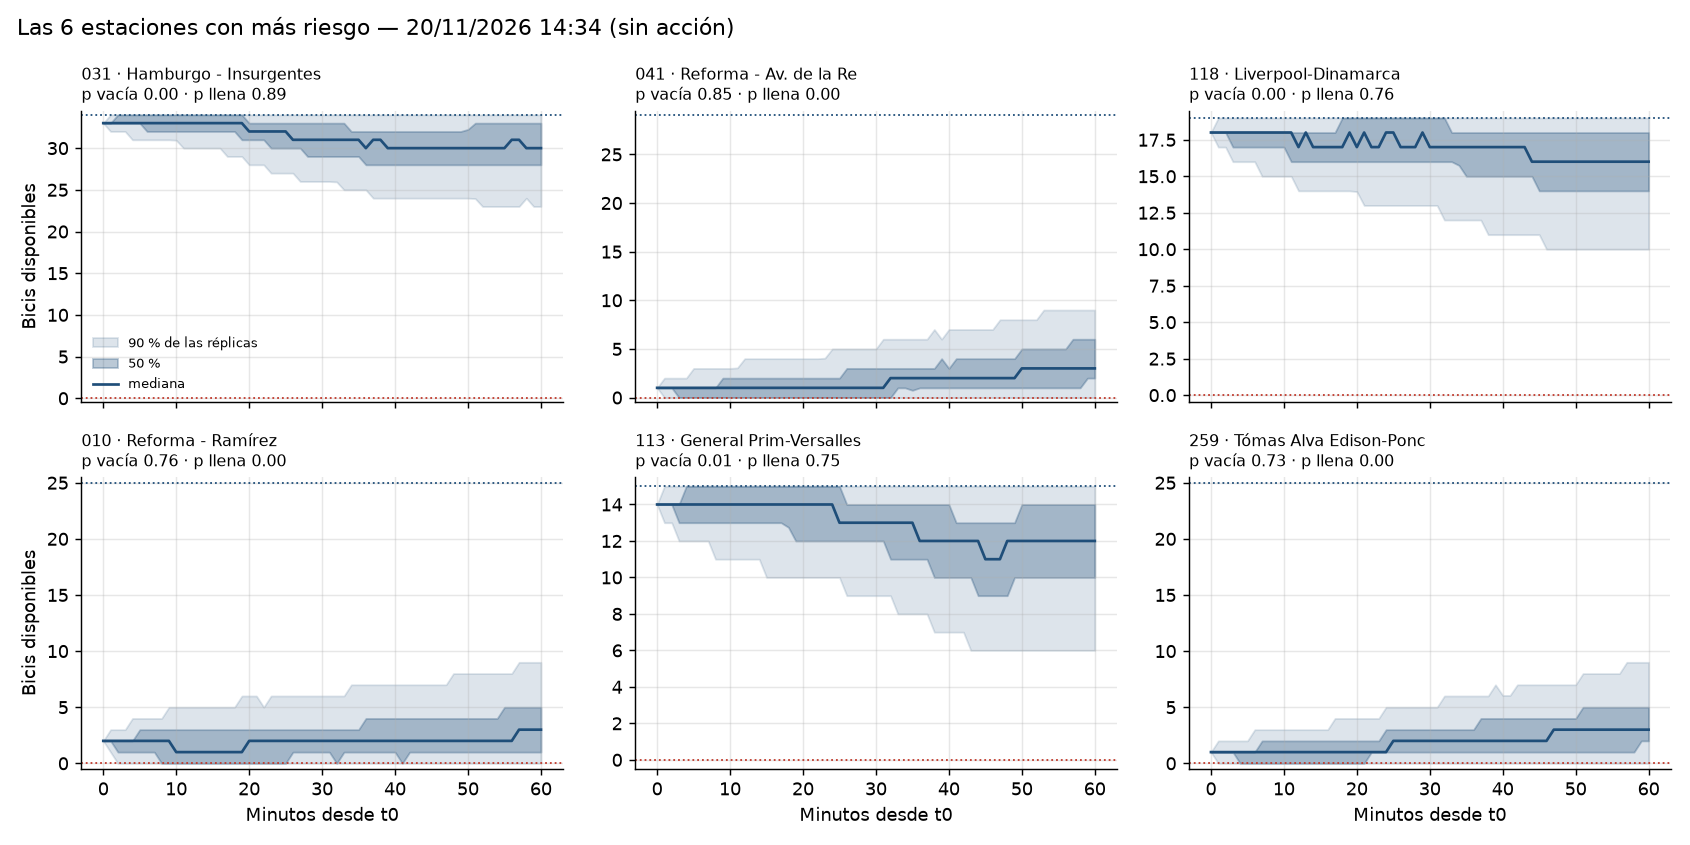 Las 6 estaciones con más riesgo — 20/11/2026 14:34 (sin acción)
031 · Hamburgo - Insurgentes
p vacía 0.00 · p llena 0.89
Bicis disponibles
30
25
20
15
10
5
0
90 % de las réplicas
50 %
mediana
041 · Reforma - Av. de la Re
p vacía 0.85 · p llena 0.00
25
20
15
10
5
0
118 · Liverpool-Dinamarca
p vacía 0.00 · p llena 0.76
17.5
15.0
12.5
10.0
7.5
5.0
2.5
0.0
010 · Reforma - Ramírez
p vacía 0.76 · p llena 0.00
Bicis disponibles
25
20
15
10
5
0
0 10 20 30 40 50 60
Minutos desde t0
113 · General Prim-Versalles
p vacía 0.01 · p llena 0.75
14
12
10
8
6
4
2
0
0 10 20 30 40 50 60
Minutos desde t0
259 · Tómas Alva Edison-Ponc
p vacía 0.73 · p llena 0.00
25
20
15
10
5
0
0 10 20 30 40 50 60
Minutos desde t0